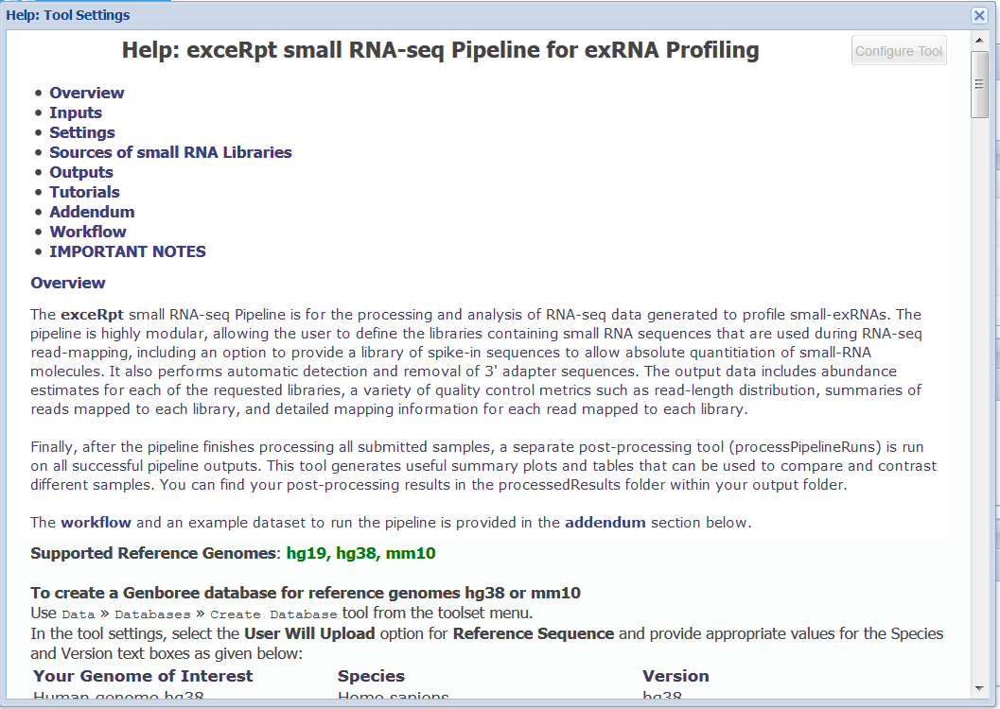 Help: Tool Settings
Help: exceRpt small RNA-seq Pipeline for exRNA Profiling
Configure Tool
• Overview
• Inputs
• Settings
• Sources of small RNA Libraries
• Outputs
• Tutorials
• Addendum
• Workflow
• IMPORTANT NOTES
Overview
The exceRpt small RNA-seq Pipeline is for the processing and analysis of RNA-seq data generated to profile small-exRNAs. The
pipeline is highly modular, allowing the user to define the libraries containing small RNA sequences that are used during RNA-seq
read-mapping, including an option to provide a library of spike-in sequences to allow absolute quantitiation of small-RNA
molecules. It also performs automatic detection and removal of 3' adapter sequences. The output data includes abundance
estimates for each of the requested libraries, a variety of quality control metrics such as read-length distribution, summaries of
reads mapped to each library, and detailed mapping information for each read mapped to each library.
Finally, after the pipeline finishes processing all submitted samples, a separate post-processing tool (processPipelineRuns) is run
on all successful pipeline outputs. This tool generates useful summary plots and tables that can be used to compare and contrast
different samples. You can find your post-processing results in the processedResults folder within your output folder.
The workflow and an example dataset to run the pipeline is provided in the addendum section below.
Supported Reference Genomes: hg19, hg38, mm10
To create a Genboree database for reference genomes hg38 or mm10
Use Data » Databases » Create Database tool from the toolset menu.
In the tool settings, select the User Will Upload option for Reference Sequence and provide appropriate values for the Species
and Version text boxes as given below:
Your Genome of Interest Species Version
Human genome hg38 Homo sapiens hg38